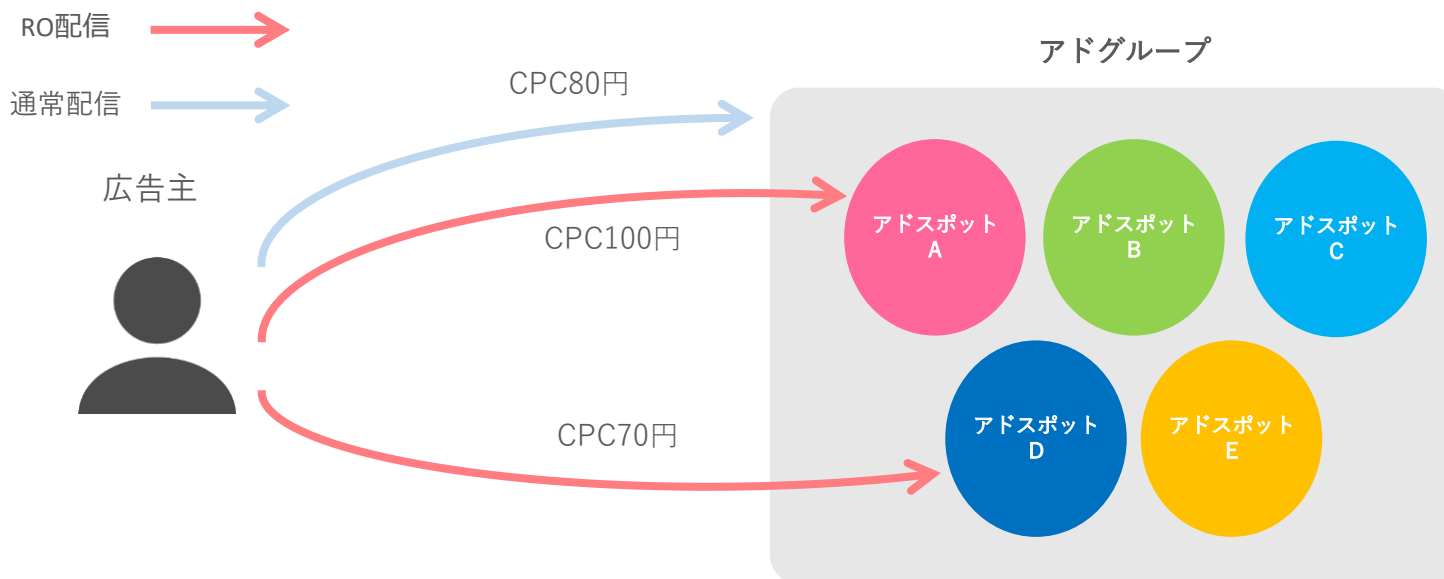 RO配信
通常配信
広告主
CPC80円
CPC100円
CPC70円
アドグループ
アドスポット
A
アドスポット
B
アドスポット
C
アドスポット
D
アドスポット
E